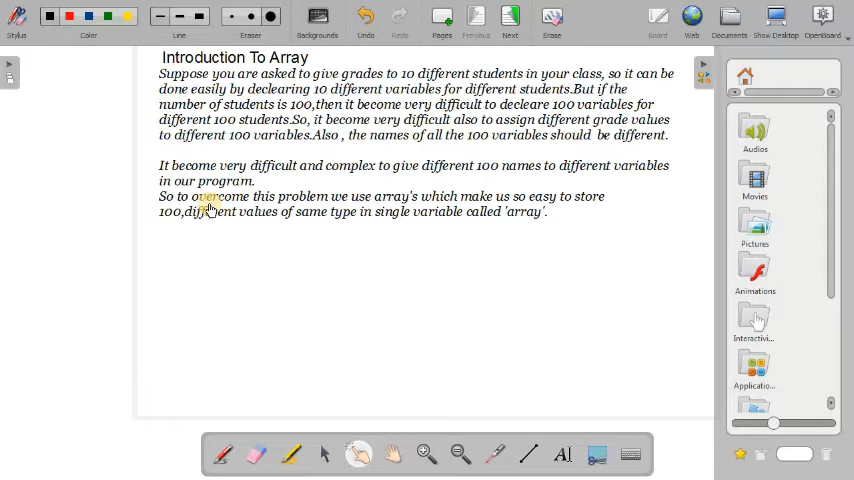 Stylus
Color
Line
Eraser
Backgrounds
Undo
Redo
Pages
Previous
Next
Erase
Board
Web
Documents
Show Desktop
OpenBoard
Introduction To Array
Suppose you are asked to give grades to 10 different students in your class, so it can be
done easily by declearing 10 different variables for different students.But if the
number of students is 100,then it become very difficult to decleare 100 variables for
different 100 students.So, it become very difficult also to assign different grade values
to different 100 variables.Also , the names of all the 100 variables should be different.
It become very difficult and complex to give different 100 names to different variables
in our program.
So to overcome this problem we use array's which make us so easy to store
100,different values of same type in single variable called 'array'.
Audios
Movies
Pictures
Animations
Interactivi...
Applicatio...
AI